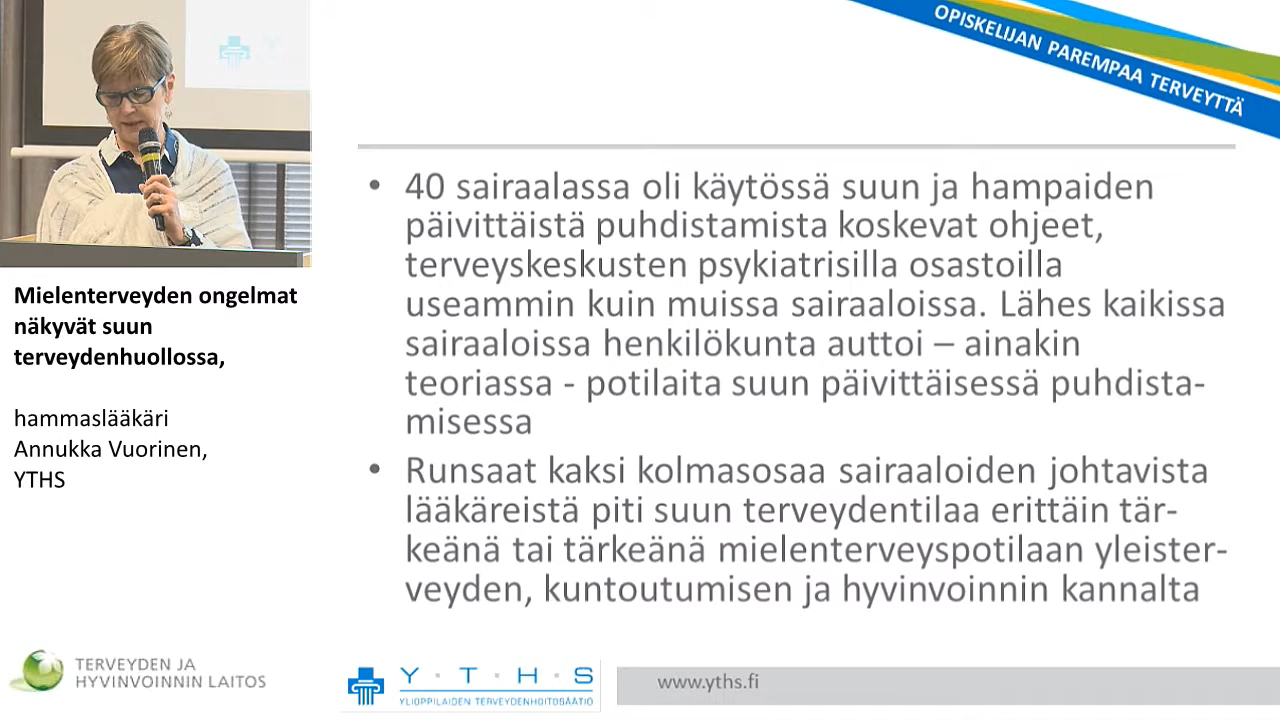 OPISKELIJAN PAREMPAA TERVEYTTÄ
• 40 sairaalassa oli käytössä suun ja hampaiden
päivittäistä puhdistamista koskevat ohjeet,
terveyskeskusten psykiatrisilla osastoilla
useammin kuin muissa sairaaloissa. Lähes kaikissa
sairaaloissa henkilökunta auttoi – ainakin
teoriassa - potilaita suun päivittäisessä puhdista-
misessa
• Runsaat kaksi kolmasosaa sairaaloiden johtavista
lääkäreistä piti suun terveydentilaa erittäin tär-
keänä tai tärkeänä mielenterveyspotilaan yleister-
veyden, kuntoutumisen ja hyvinvoinnin kannalta
Mielenterveyden ongelmat
näkyvät suun
terveydenhuollossa,
hammaslääkäri
Annukka Vuorinen,
YTHS
TERVEYDEN JA
HYVINVOINNIN LAITOS
Y·T·H·S
YLIOPPILAIDEN TERVEYDENHOITOSÄÄTIÖ
www.yths.fi